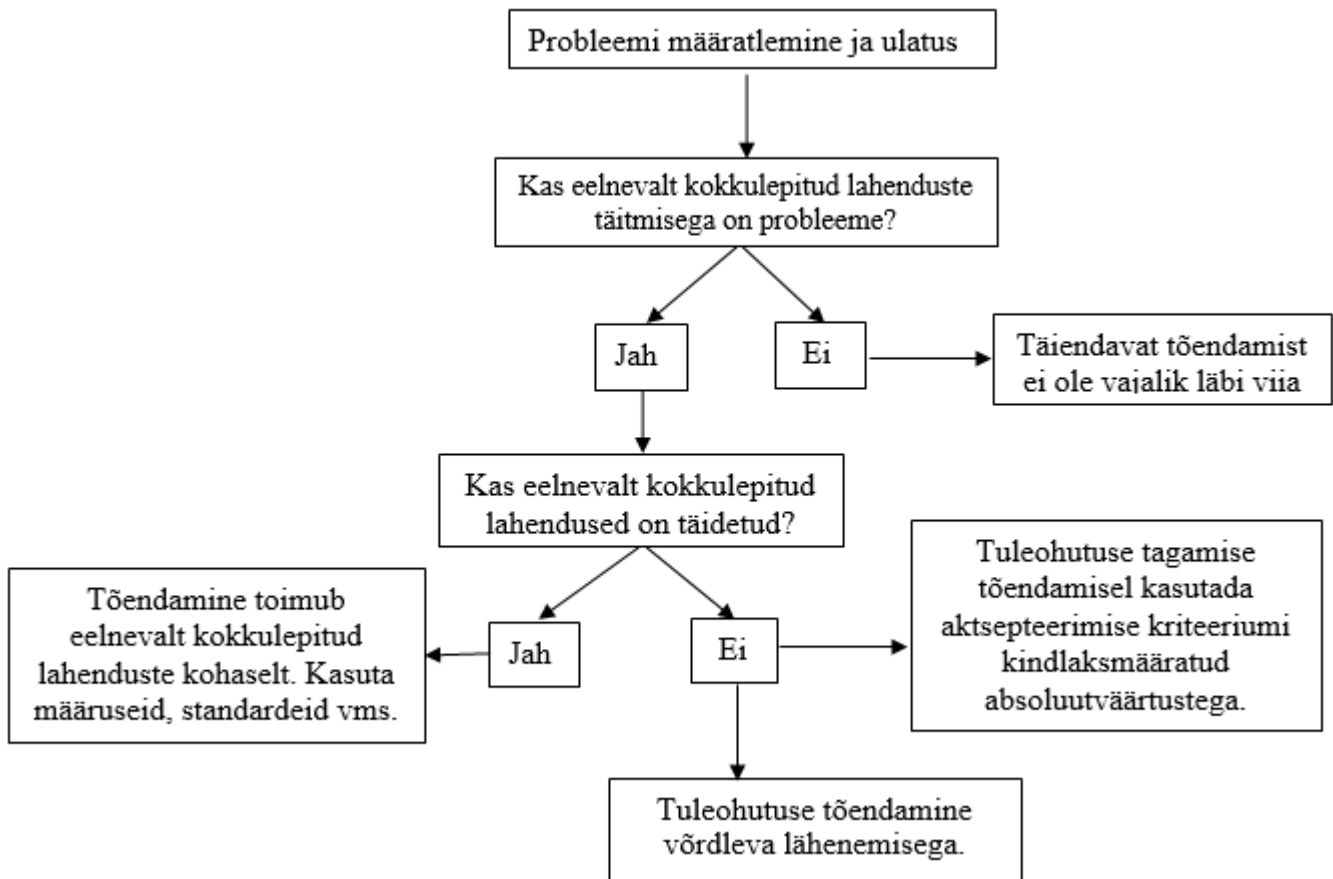 Probleemi määratlemine ja ulatus
Kas eelnevalt kokkulepitud lahenduste
täitmisega on probleeme?
Jah
Ei
Täiendavat tõendamist
ei ole vajalik läbi viia
Kas eelnevalt kokkulepitud
lahendused on täidetud?
Tõendamine toimub
eelnevalt kokkulepitud
lahenduste kohaselt. Kasuta
määruseid, standardeid vms.
Jah
Ei
Tuleohutuse tagamise
tõendamisel kasutada
aktsepteerimise kriteeriumi
kindlaksmääratud
absoluutväärtustega.
Tuleohutuse tõendamine
võrdleva lähenemisega.